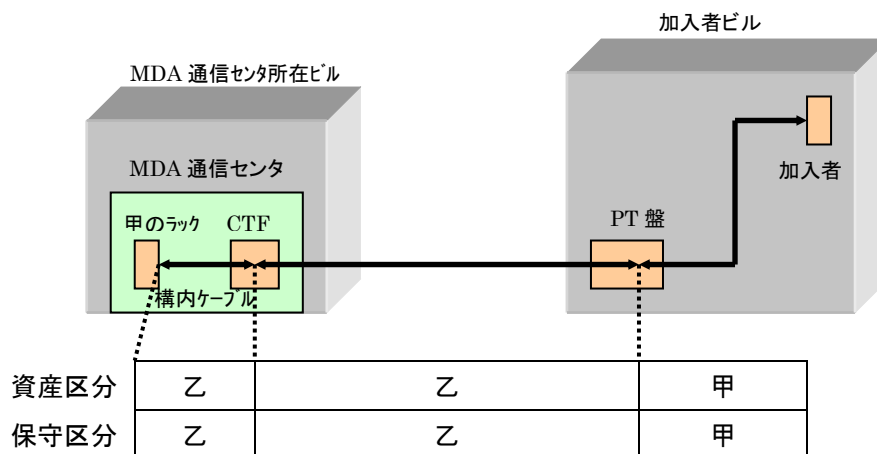 加入者ビル
MDA 通信ｾﾝﾀ所在ﾋﾞﾙ
MDA 通信センタ
加入者
甲のﾗｯｸ CTF
PT 盤
構内ケーブル
資産区分 乙 乙 甲
保守区分 乙 乙 甲